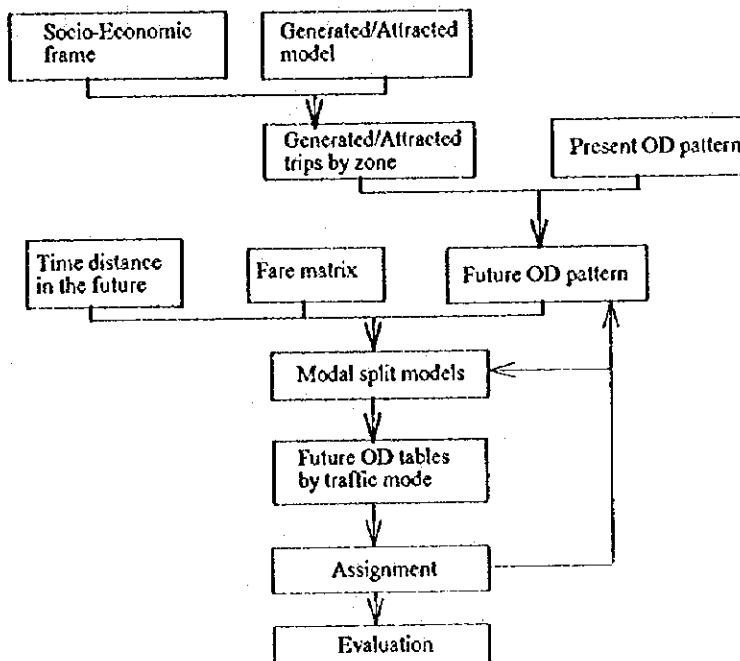 Socio-Economic
frame
Generated/Attracted
model
Generated/Attracted
trips by zone
Present OD pattern
Time distance
in the future
Fare matrix
Future OD pattern
Modal split models
Future OD tables
by traffic mode
Assignment
Evaluation